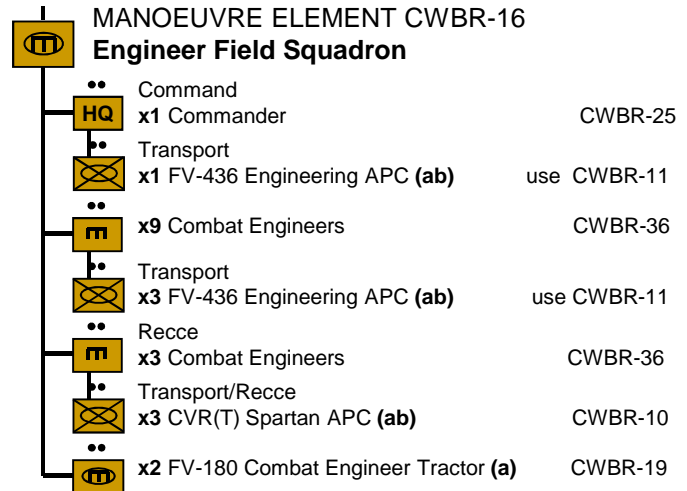 MANOEUVRE ELEMENT CWBR-16
Engineer Field Squadron
Command
HQ x1 Commander CWBR-25
Transport
x1 FV-436 Engineering APC (ab) use CWBR-11
x9 Combat Engineers CWBR-36
Transport
x3 FV-436 Engineering APC (ab) use CWBR-11
Recce
x3 Combat Engineers CWBR-36
Transport/Recce
x3 CVR(T) Spartan APC (ab) CWBR-10
x2 FV-180 Combat Engineer Tractor (a) CWBR-19